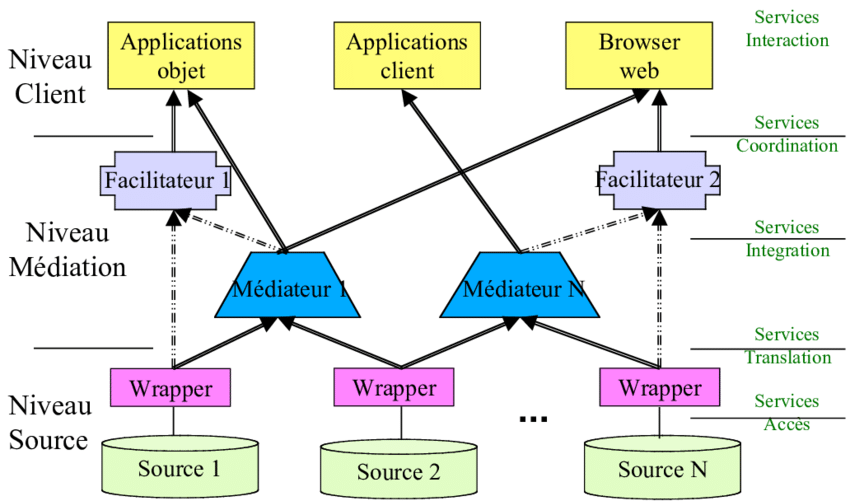 Applications
objet
Applications
client
Browser
web
Services
Interaction
Niveau
Client
Services
Coordination
Facilitateur 1
Facilitateur 2
Niveau
Médiation
Services
Integration
Médiateur 1
Médiateur N
Services
Translation
Wrapper
Wrapper
Wrapper
Niveau
Source
...
Services
Accès
Source 1
Source 2
Source N